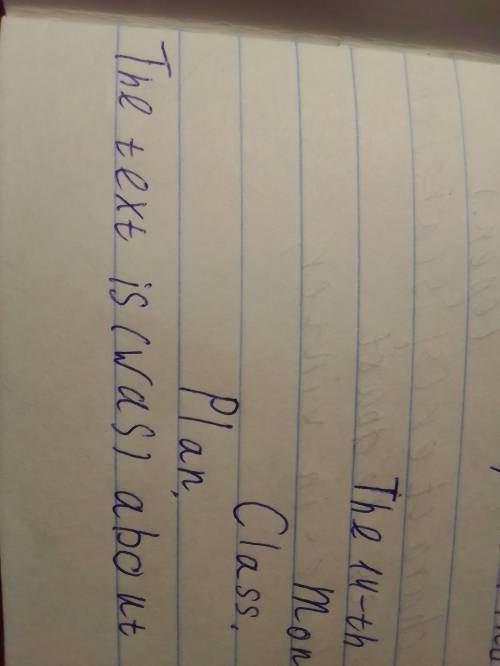 The 14-th
Mon
Class.
Plan.
The text is (was) about